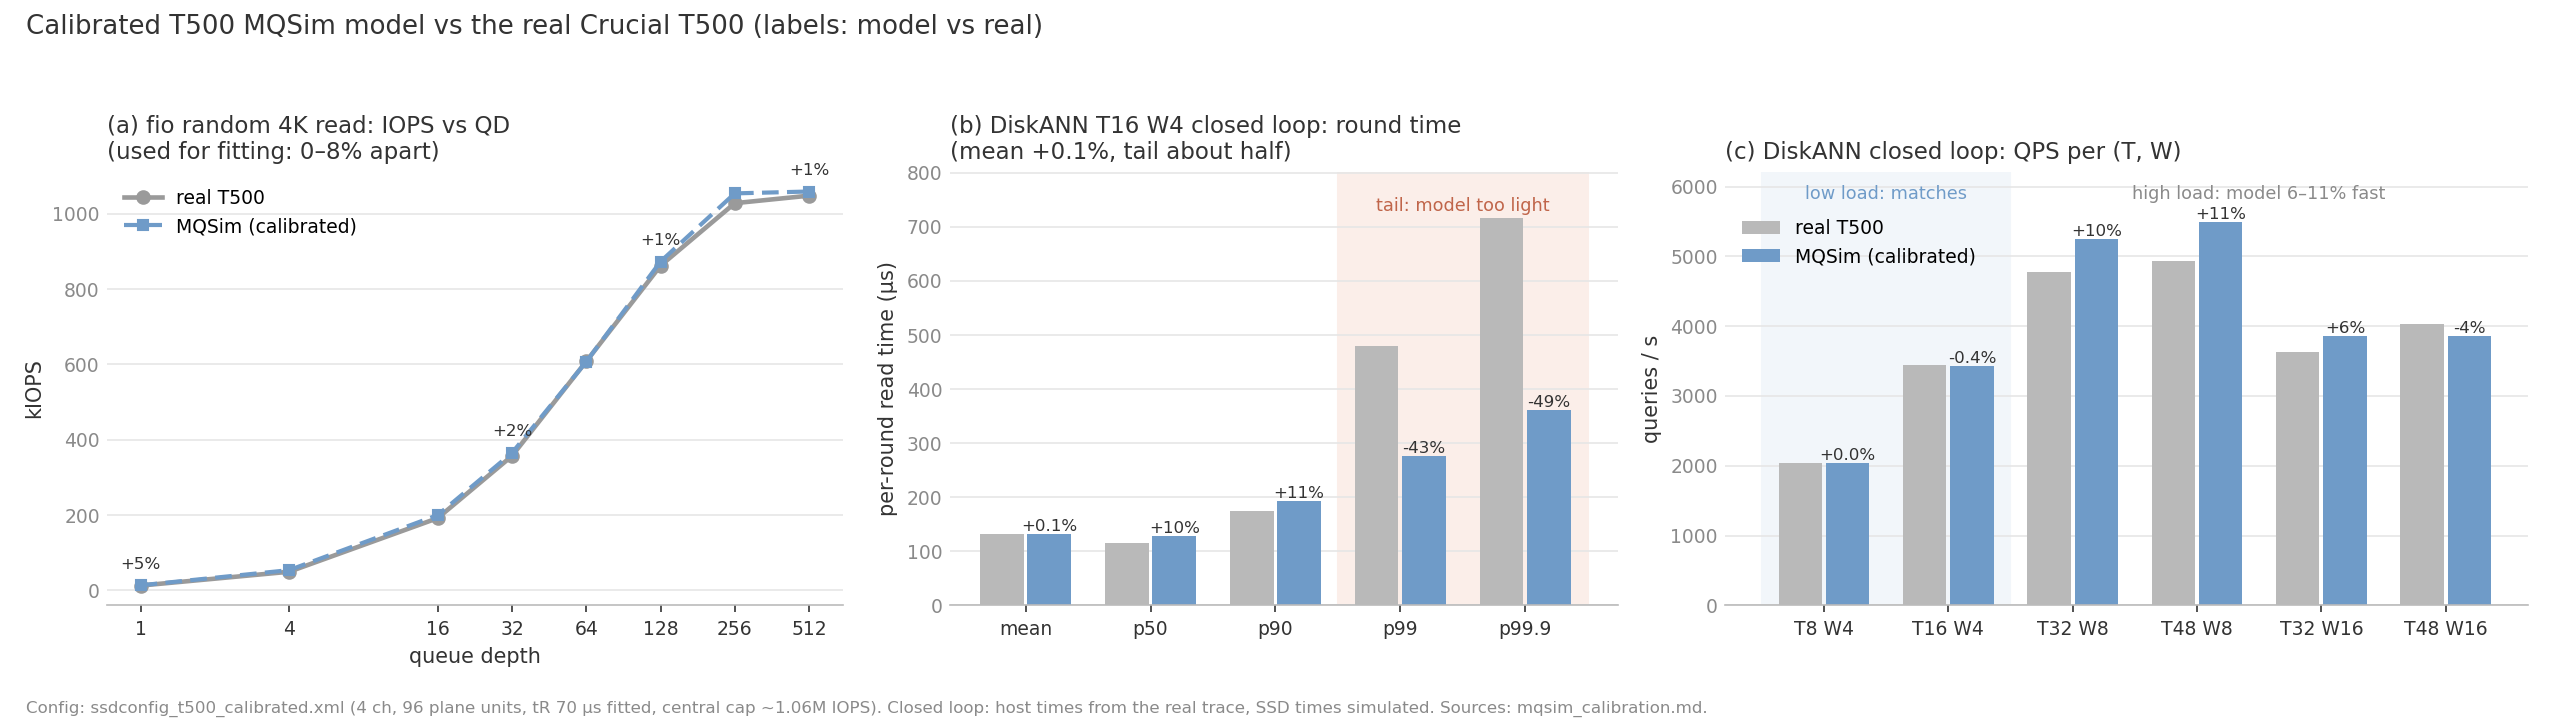 Calibrated T500 MQSim model vs the real Crucial T500 (labels: model vs real)
(a) fio random 4K read: IOPS vs QD
(used for fitting: 0–8% apart)
real T500
MQSim (calibrated)
kIOPS
1000
800
600
400
200
0
+5%
+2%
+1%
+1%
1
4
16
32
64
128
256
512
queue depth
(b) DiskANN T16 W4 closed loop: round time
(mean +0.1%, tail about half)
per-round read time (µs)
800
700
600
500
400
300
200
100
0
tail: model too light
+0.1%
+10%
+11%
-43%
-49%
mean
p50
p90
p99
p99.9
(c) DiskANN closed loop: QPS per (T, W)
queries / s
6000
5000
4000
3000
2000
1000
0
low load: matches
high load: model 6–11% fast
real T500
MQSim (calibrated)
+0.0%
-0.4%
+10%
+11%
+6%
-4%
T8 W4
T16 W4
T32 W8
T48 W8
T32 W16
T48 W16
Config: ssdconfig_t500_calibrated.xml (4 ch, 96 plane units, tR 70 µs fitted, central cap ~1.06M IOPS). Closed loop: host times from the real trace, SSD times simulated. Sources: mqsim_calibration.md.